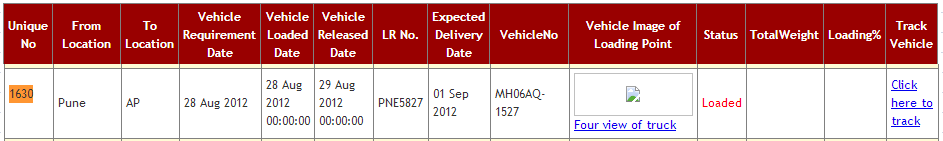 Unique No From Location To Location Vehicle Requirement Date Vehicle Loaded Date Vehicle Released Date LR No. Expected Delivery Date VehicleNo Vehicle Image of Loading Point Status TotalWeight Loading% Track Vehicle
1630 Pune AP 28 Aug 2012 28 Aug 2012 00:00:00 29 Aug 2012 00:00:00 PNE5827 01 Sep 2012 MH06AQ-1527 Four view of truck Loaded Click here to track